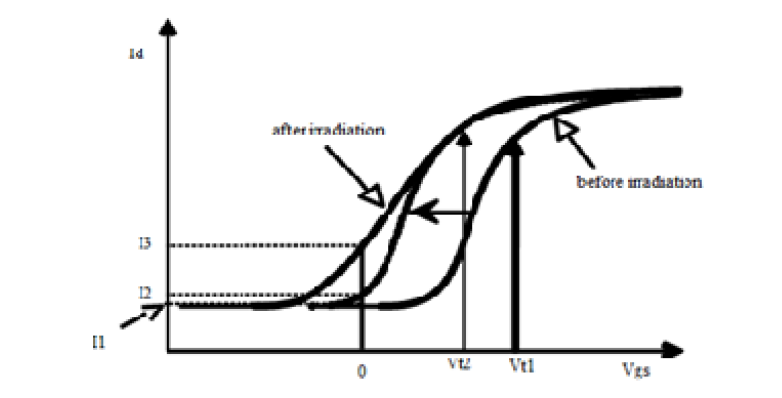 Id
after irradiation
before irradiation
I3
I2
I1
0
Vt2
Vt1
Vgs